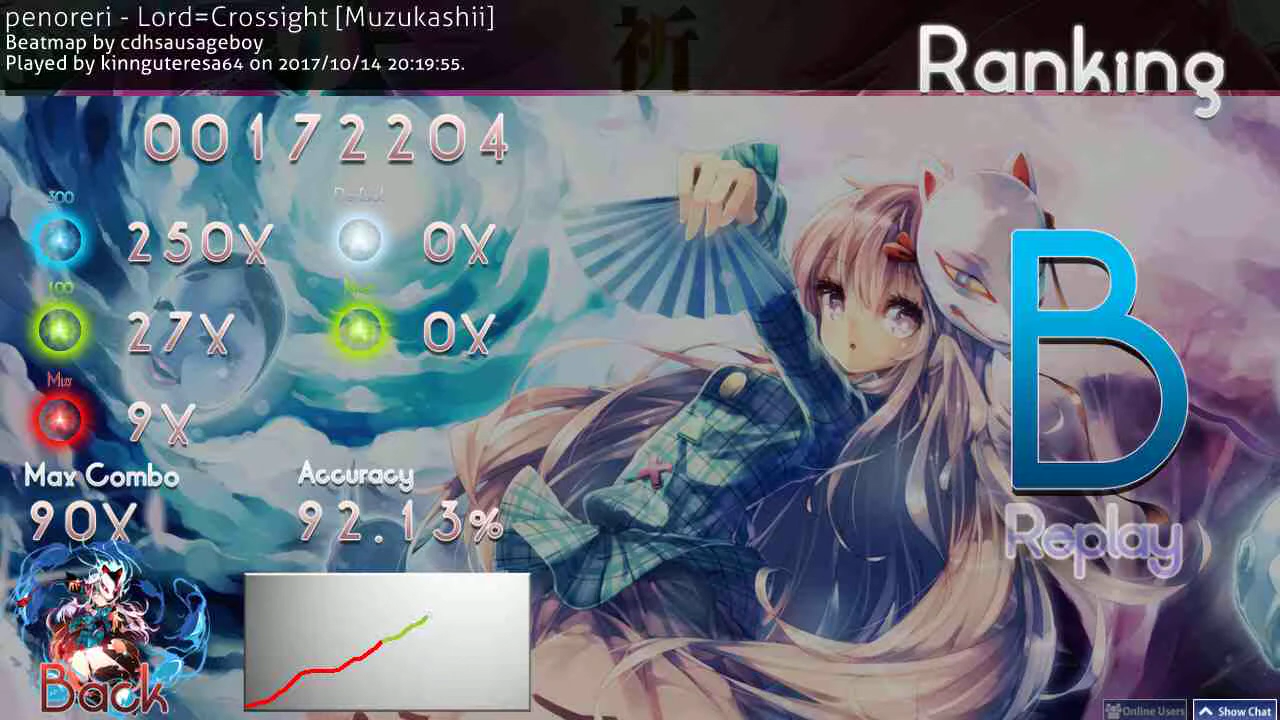 penoreri - Lord=Crossight [Muzukashii]
Beatmap by cdhsausageboy
Played by kinnguteresa64 on 2017/10/14 20:19:55.
祈
Ranking
00172204
300
250X
Perfect
0X
100
27X
0X
9X
B
Max Combo
90X
Accuracy
92.13%
Replay
Back
Online Users
Show Chat